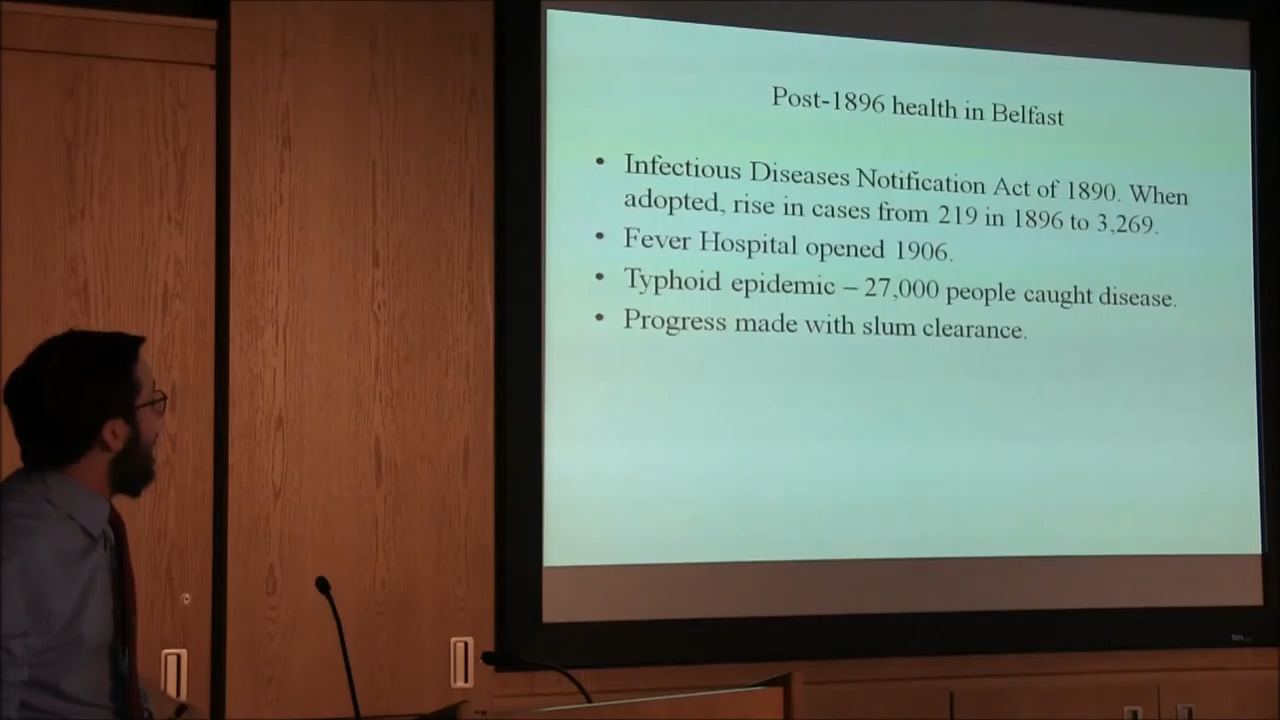 Post-1896 health in Belfast
• Infectious Diseases Notification Act of 1890. When
adopted, rise in cases from 219 in 1896 to 3,269.
• Fever Hospital opened 1906.
• Typhoid epidemic – 27,000 people caught disease.
• Progress made with slum clearance.